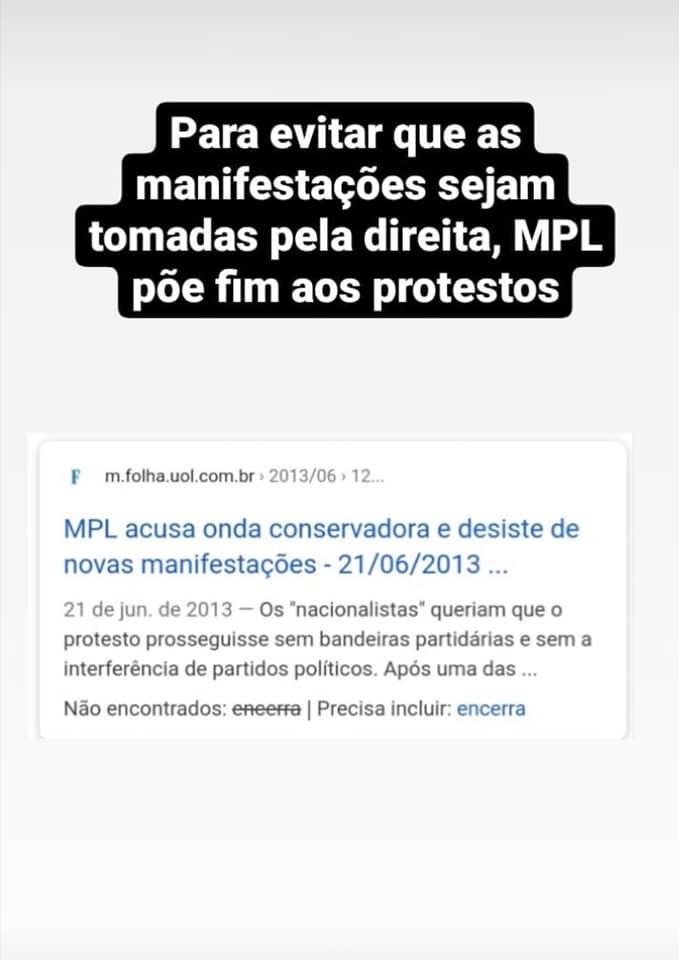 Para evitar que as
manifestações sejam
tomadas pela direita, MPL
põe fim aos protestos
F m.folha.uol.com.br › 2013/06 › 12...
MPL acusa onda conservadora e desiste de
novas manifestações - 21/06/2013 ...
21 de jun. de 2013 — Os "nacionalistas" queriam que o
protesto prosseguisse sem bandeiras partidárias e sem a
interferência de partidos políticos. Após uma das ...
Não encontrados: encerra | Precisa incluir: encerra